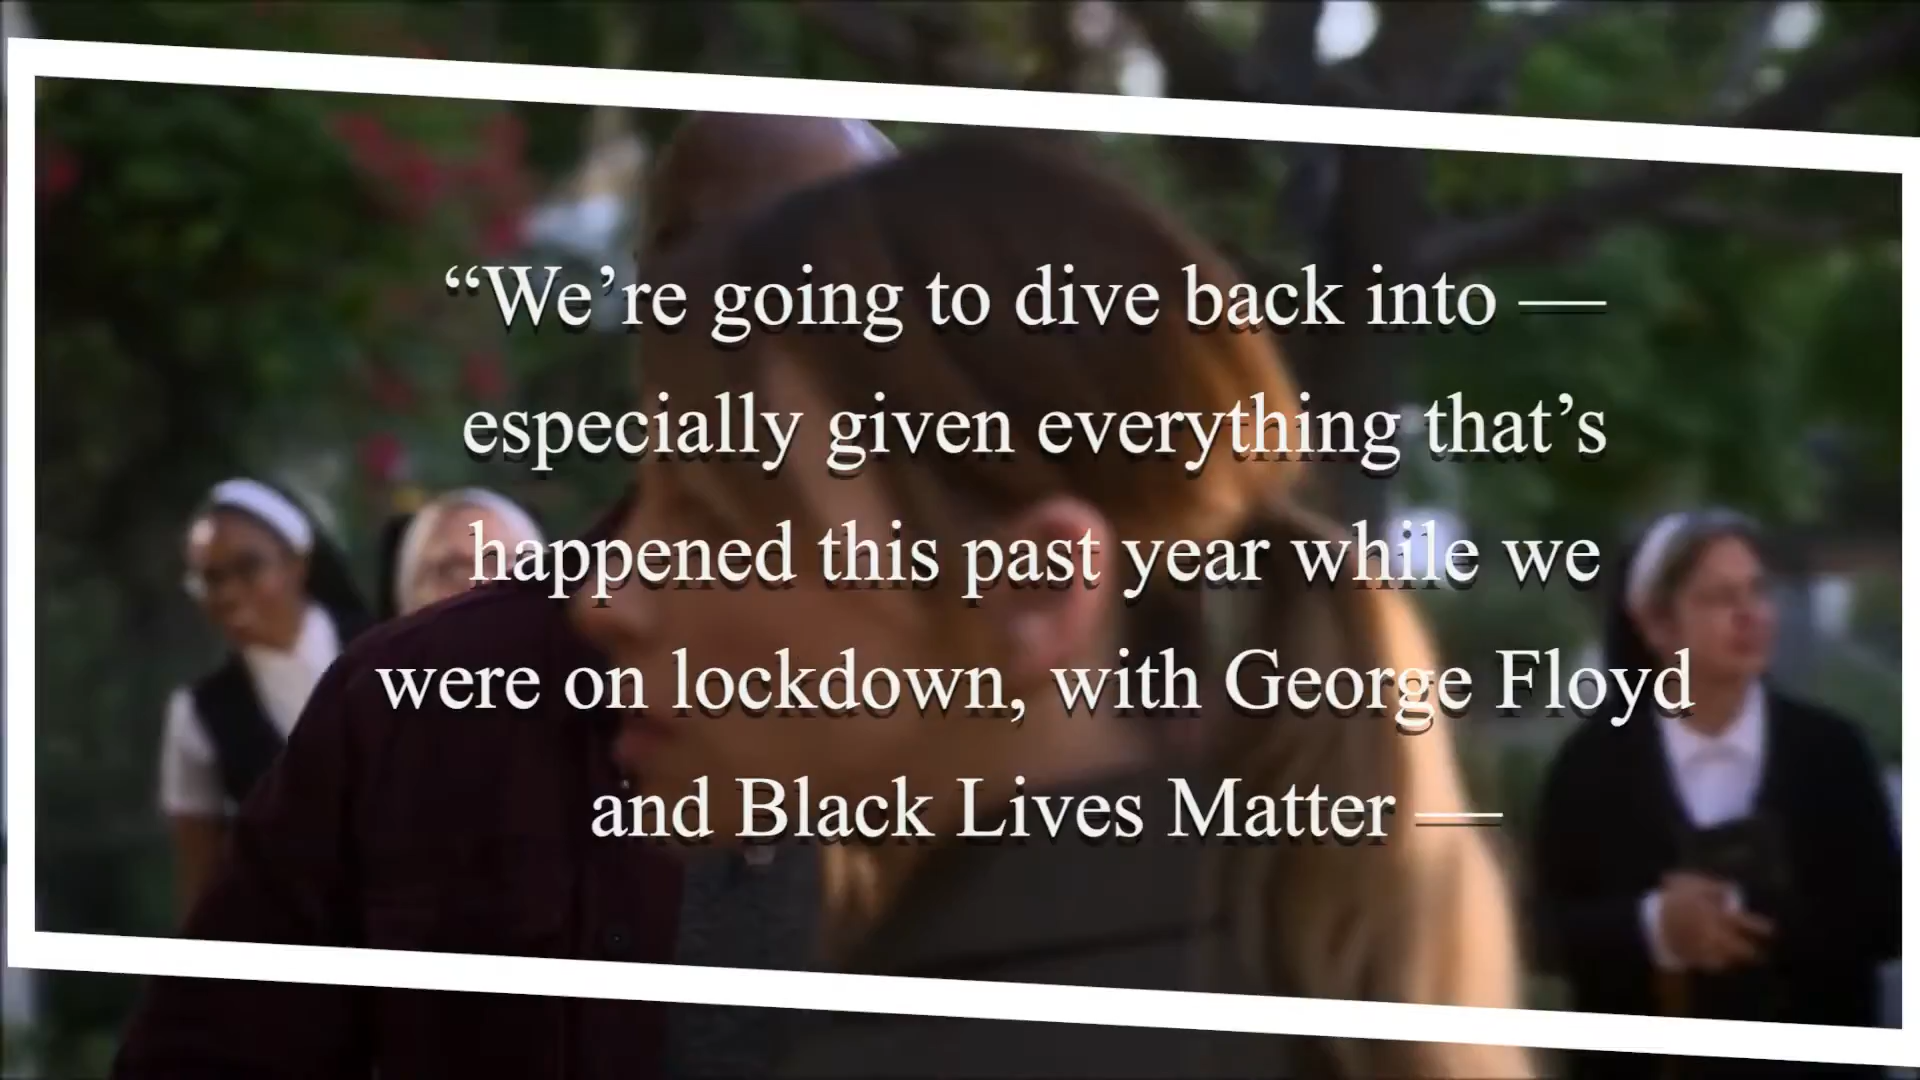 “We’re going to dive back into —
especially given everything that’s
happened this past year while we
were on lockdown, with George Floyd
and Black Lives Matter —